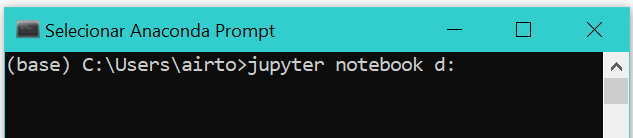 Selecionar Anaconda Prompt
(base) C:\Users\airto>jupyter notebook d: